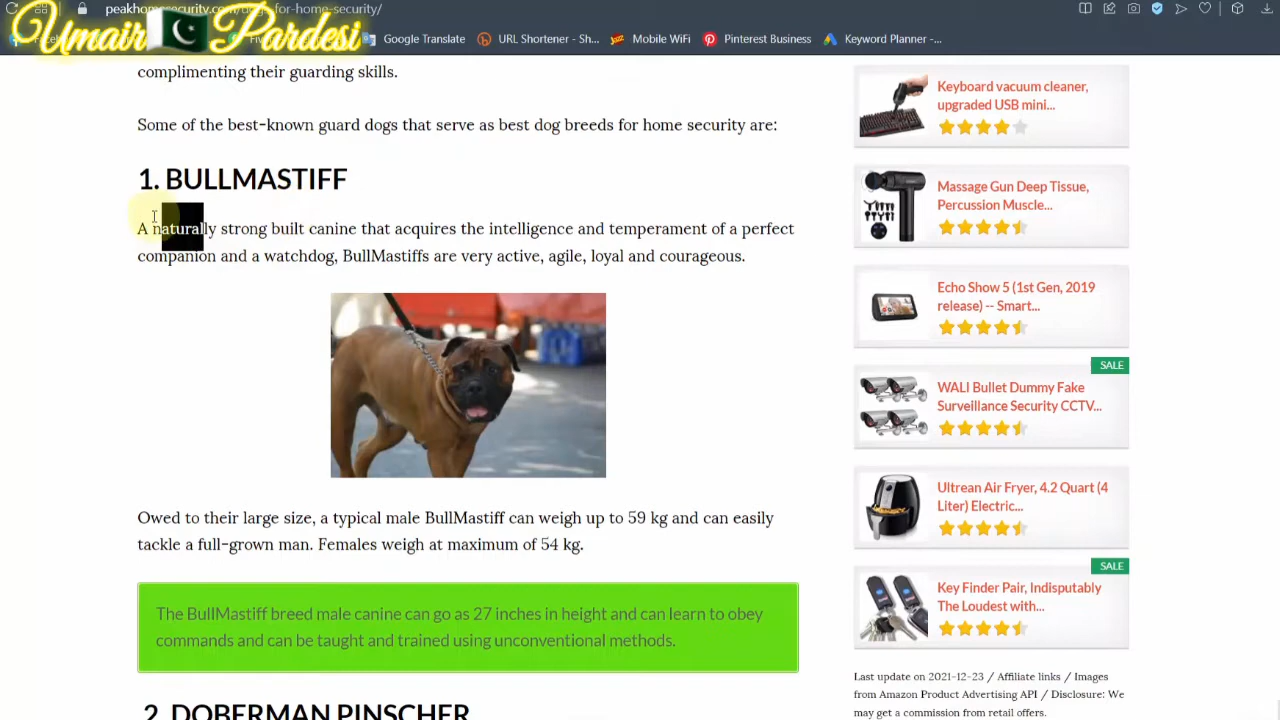 peakhomesecurity.com/dogs-for-home-security/
Umair Pardesi
Google Translate
URL Shortener - Sh...
Mobile WiFi
Pinterest Business
Keyword Planner -...
complimenting their guarding skills.
Some of the best-known guard dogs that serve as best dog breeds for home security are:
1. BULLMASTIFF
A naturally strong built canine that acquires the intelligence and temperament of a perfect
companion and a watchdog, BullMastiffs are very active, agile, loyal and courageous.
Owed to their large size, a typical male BullMastiff can weigh up to 59 kg and can easily
tackle a full-grown man. Females weigh at maximum of 54 kg.
The BullMastiff breed male canine can go as 27 inches in height and can learn to obey
commands and can be taught and trained using unconventional methods.
2. DOBERMAN PINSCHER
Keyboard vacuum cleaner,
upgraded USB mini...
Massage Gun Deep Tissue,
Percussion Muscle...
Echo Show 5 (1st Gen, 2019
release) -- Smart...
SALE
WALI Bullet Dummy Fake
Surveillance Security CCTV...
Ultrean Air Fryer, 4.2 Quart (4
Liter) Electric...
SALE
Key Finder Pair, Indisputably
The Loudest with...
Last update on 2021-12-23 / Affiliate links / Images
from Amazon Product Advertising API / Disclosure: We
may get a commission from retail offers.